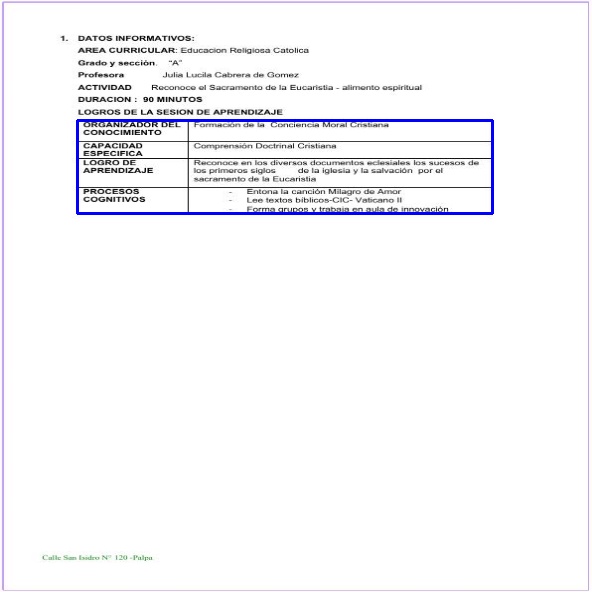 1. DATOS INFORMATIVOS:
AREA CURRICULAR: Educacion Religiosa Catolica
Grado y sección. "A"
Profesora Julia Lucila Cabrera de Gomez
ACTIVIDAD Reconoce el Sacramento de la Eucaristia - alimento espiritual
DURACION : 90 MINUTOS
LOGROS DE LA SESION DE APRENDIZAJE
ORGANIZADOR DEL CONOCIMIENTO Formación de la Conciencia Moral Cristiana
CAPACIDAD ESPECIFICA Comprensión Doctrinal Cristiana
LOGRO DE APRENDIZAJE
Reconoce en los diversos documentos eclesiales los sucesos de
los primeros siglos de la iglesia y la salvación por el
sacramento de la Eucaristia
PROCESOS COGNITIVOS
- Entona la canción Milagro de Amor
- Lee textos bíblicos-CIC- Vaticano II
- Forma grupos y trabaja en aula de innovación
Calle San Isidro N° 120 -Palpa